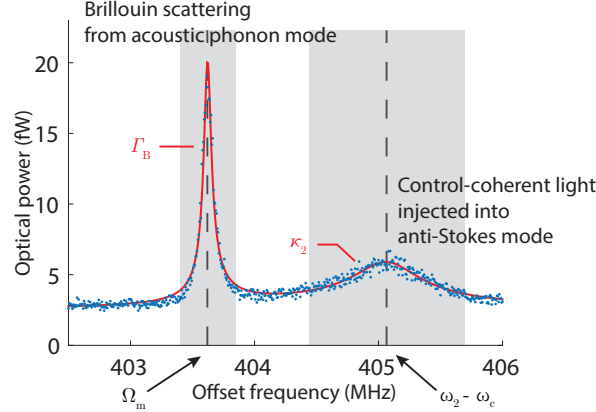 Brillouin scattering
from acoustic phonon mode
20
15
10
5
0
Optical power (fW)
Γ_B
κ_2
Control-coherent light
injected into
anti-Stokes mode
403
404
405
406
Ω_m
Offset frequency (MHz)
ω_2 - ω_c